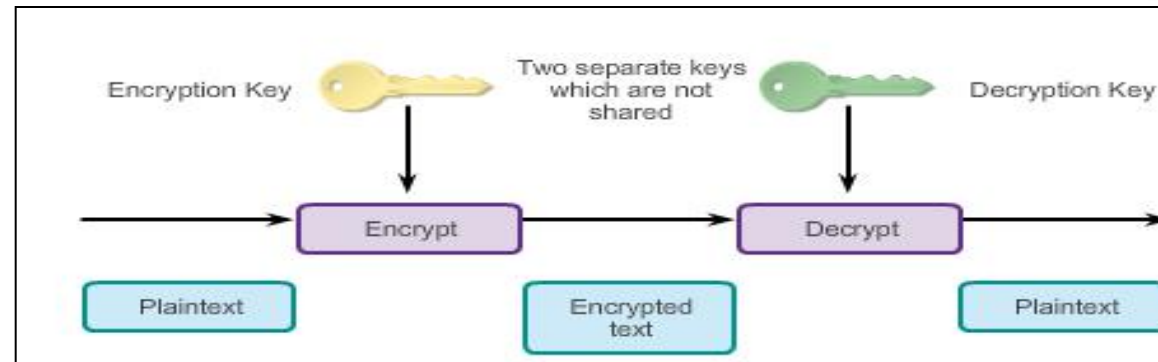 Encryption Key
Two separate keys
which are not
shared
Decryption Key
Encrypt
Decrypt
Plaintext
Encrypted
text
Plaintext